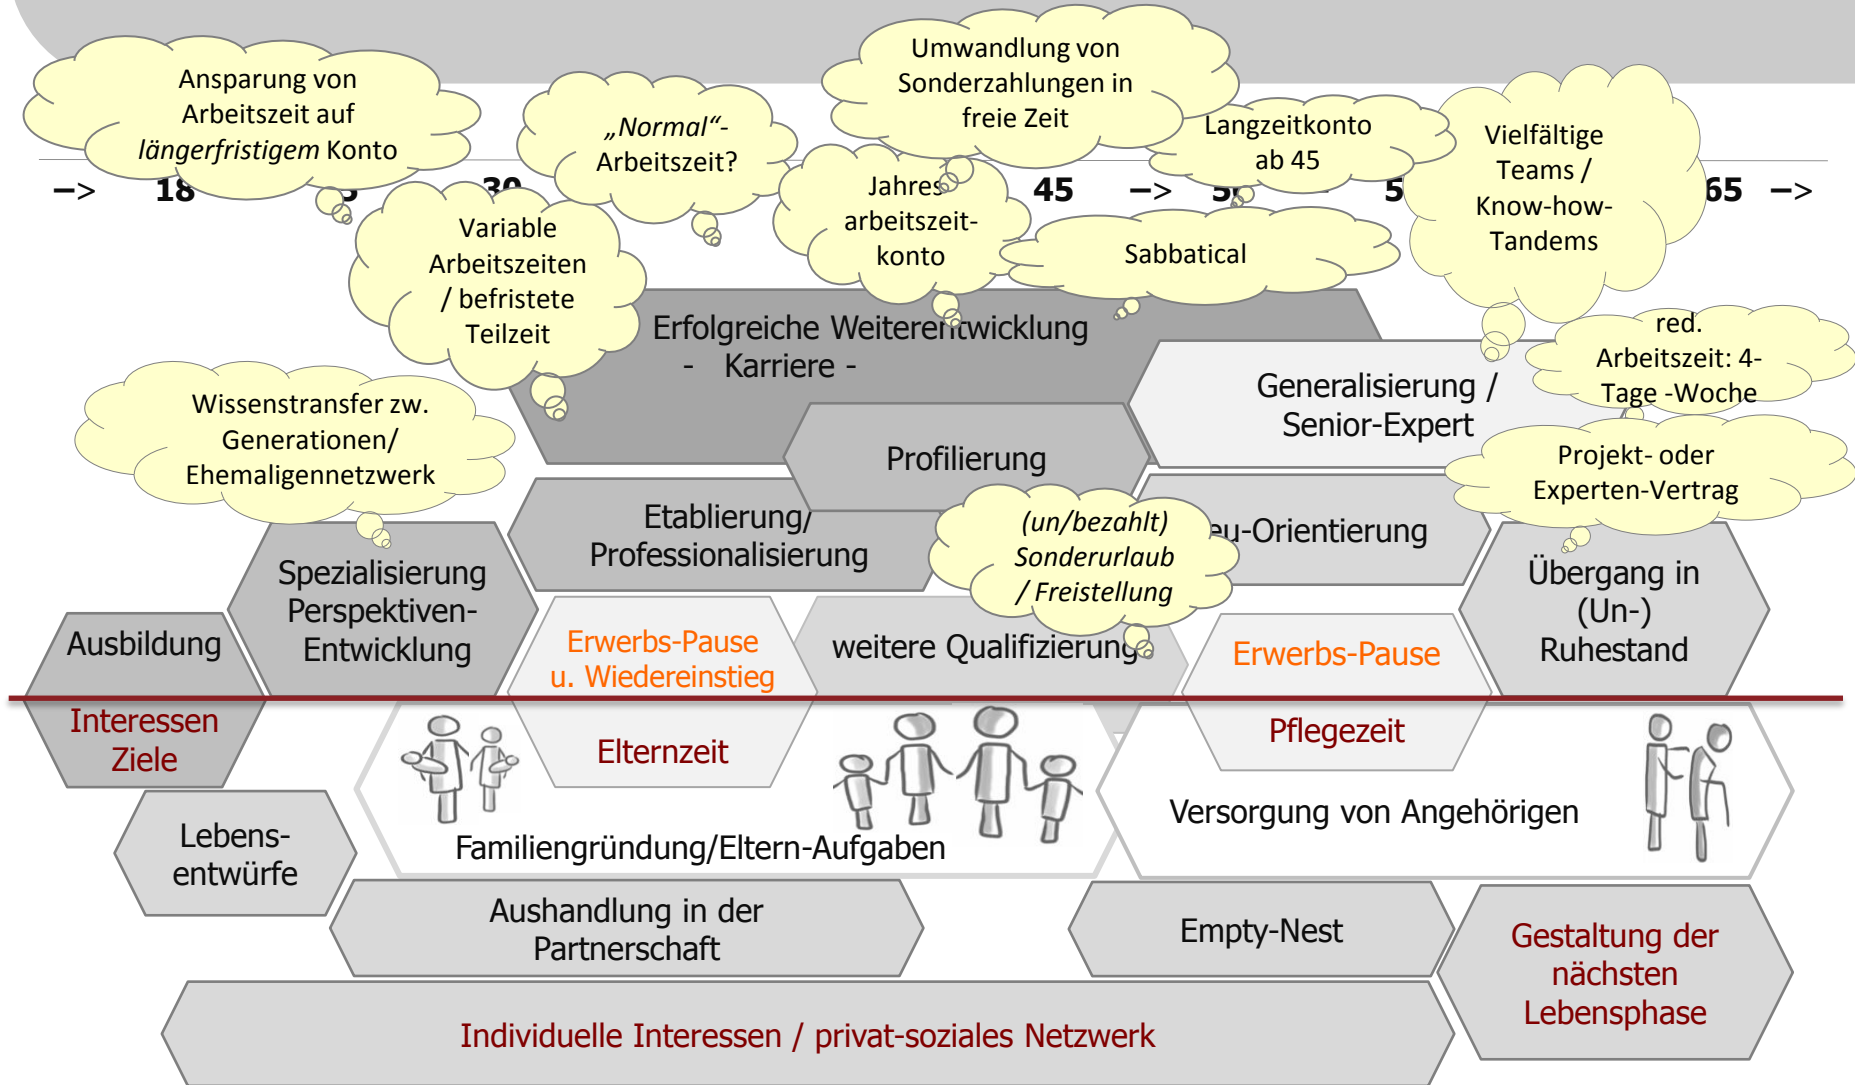 Ansparung von
Arbeitszeit auf
längerfristigem Konto
„Normal“-
Arbeitszeit?
Umwandlung von
Sonderzahlungen in
freie Zeit
Langzeitkonto
ab 45
Vielfältige
Teams /
Know-how-
Tandems
–> 18 30 45 –> 65 –>
Variable
Arbeitszeiten
/ befristete
Teilzeit
Jahres
arbeitszeit-
konto
Sabbatical
red.
Arbeitszeit: 4-
Tage -Woche
Erfolgreiche Weiterentwicklung
- Karriere -
Generalisierung /
Senior-Expert
Wissenstransfer zw.
Generationen/
Ehemaligennetzwerk
Profilierung
Projekt- oder
Experten-Vertrag
Etablierung/
Professionalisierung
(un/bezahlt)
Sonderurlaub
/ Freistellung
eu-Orientierung
Spezialisierung
Perspektiven-
Entwicklung
Übergang in
(Un-)
Ruhestand
Ausbildung
Erwerbs-Pause
u. Wiedereinstieg
weitere Qualifizierung
Erwerbs-Pause
Interessen
Ziele
Elternzeit
Pflegezeit
Versorgung von Angehörigen
Lebens-
entwürfe
Familiengründung/Eltern-Aufgaben
Aushandlung in der
Partnerschaft
Empty-Nest
Gestaltung der
nächsten
Lebensphase
Individuelle Interessen / privat-soziales Netzwerk